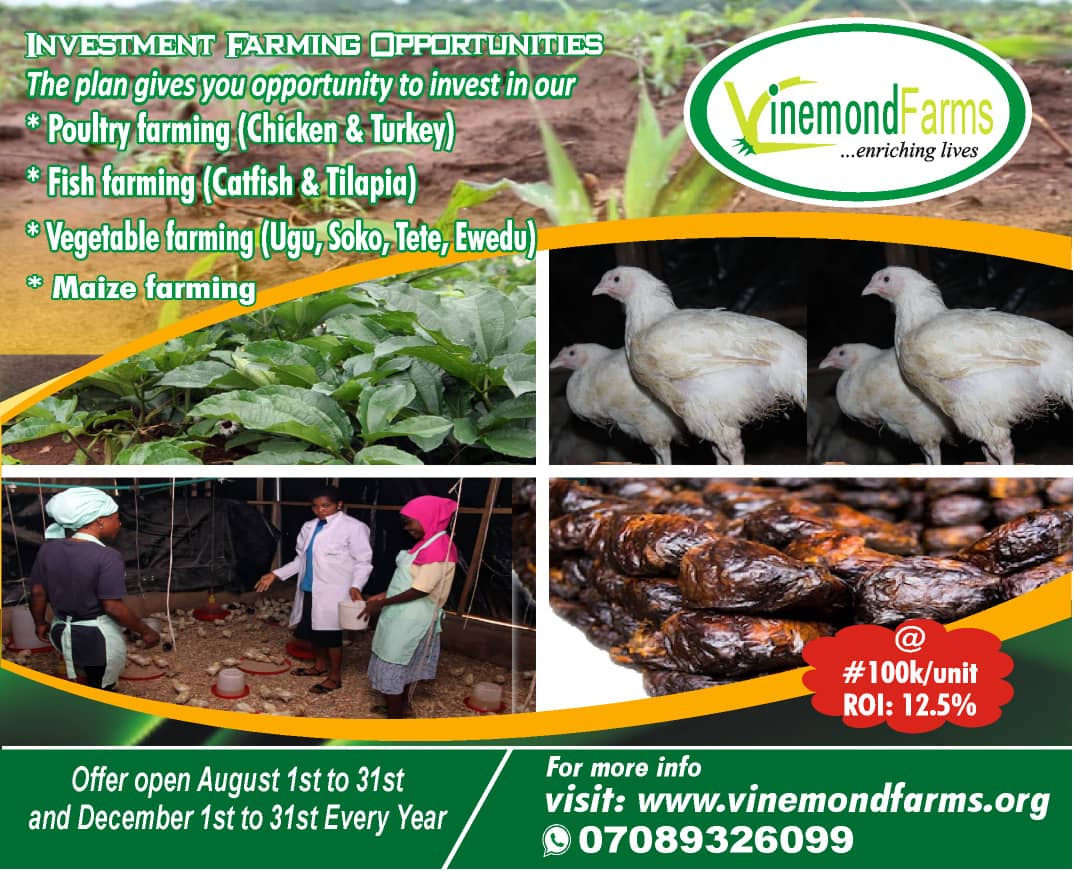 INVESTMENT FARMING OPPORTUNITIES
The plan gives you opportunity to invest in our
* Poultry farming (Chicken & Turkey)
* Fish farming (Catfish & Tilapia)
* Vegetable farming (Ugu, Soko, Tete, Ewedu)
* Maize farming
VinemondFarms
...enriching lives
@
#100k/unit
ROI: 12.5%
Offer open August 1st to 31st
and December 1st to 31st Every Year
For more info
visit: www.vinemondfarms.org
07089326099